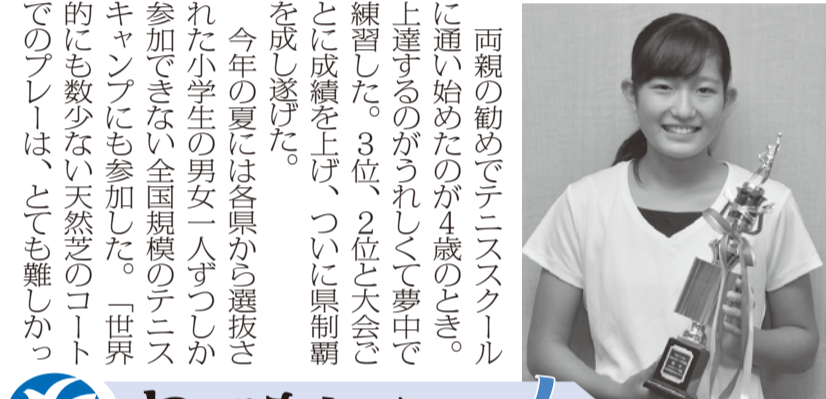 両親の勧めでテニススクール
に通い始めたのが４歳のとき。
上達するのがうれしくて夢中で
練習した。３位、２位と大会ご
とに成績を上げ、ついに県制覇
を成し遂げた。
今年の夏には各県から選抜さ
れた小学生の男女一人ずつしか
参加できない全国規模のテニス
キャンプにも参加した。「世界
的にも数少ない天然芝のコート
でのプレーは、とても難しかっ